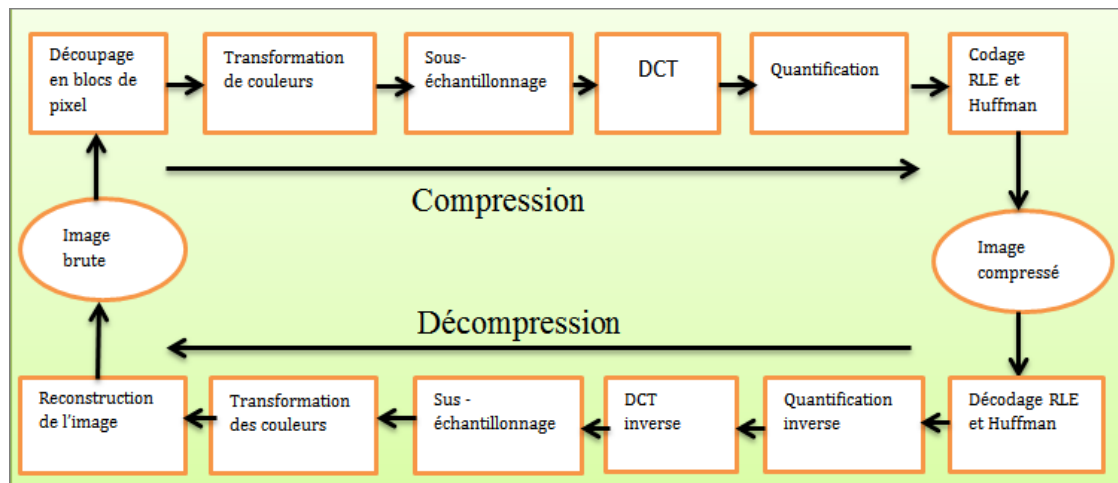 Découpage
en blocs de
pixel
Transformation
de couleurs
Sous-
échantillonnage
DCT
Quantification
Codage
RLE et
Huffman
Compression
Image
brute
Image
compressé
Décompression
Reconstruction
de l'image
Transformation
des couleurs
Sus -
échantillonnage
DCT
inverse
Quantification
inverse
Décodage RLE
et Huffman